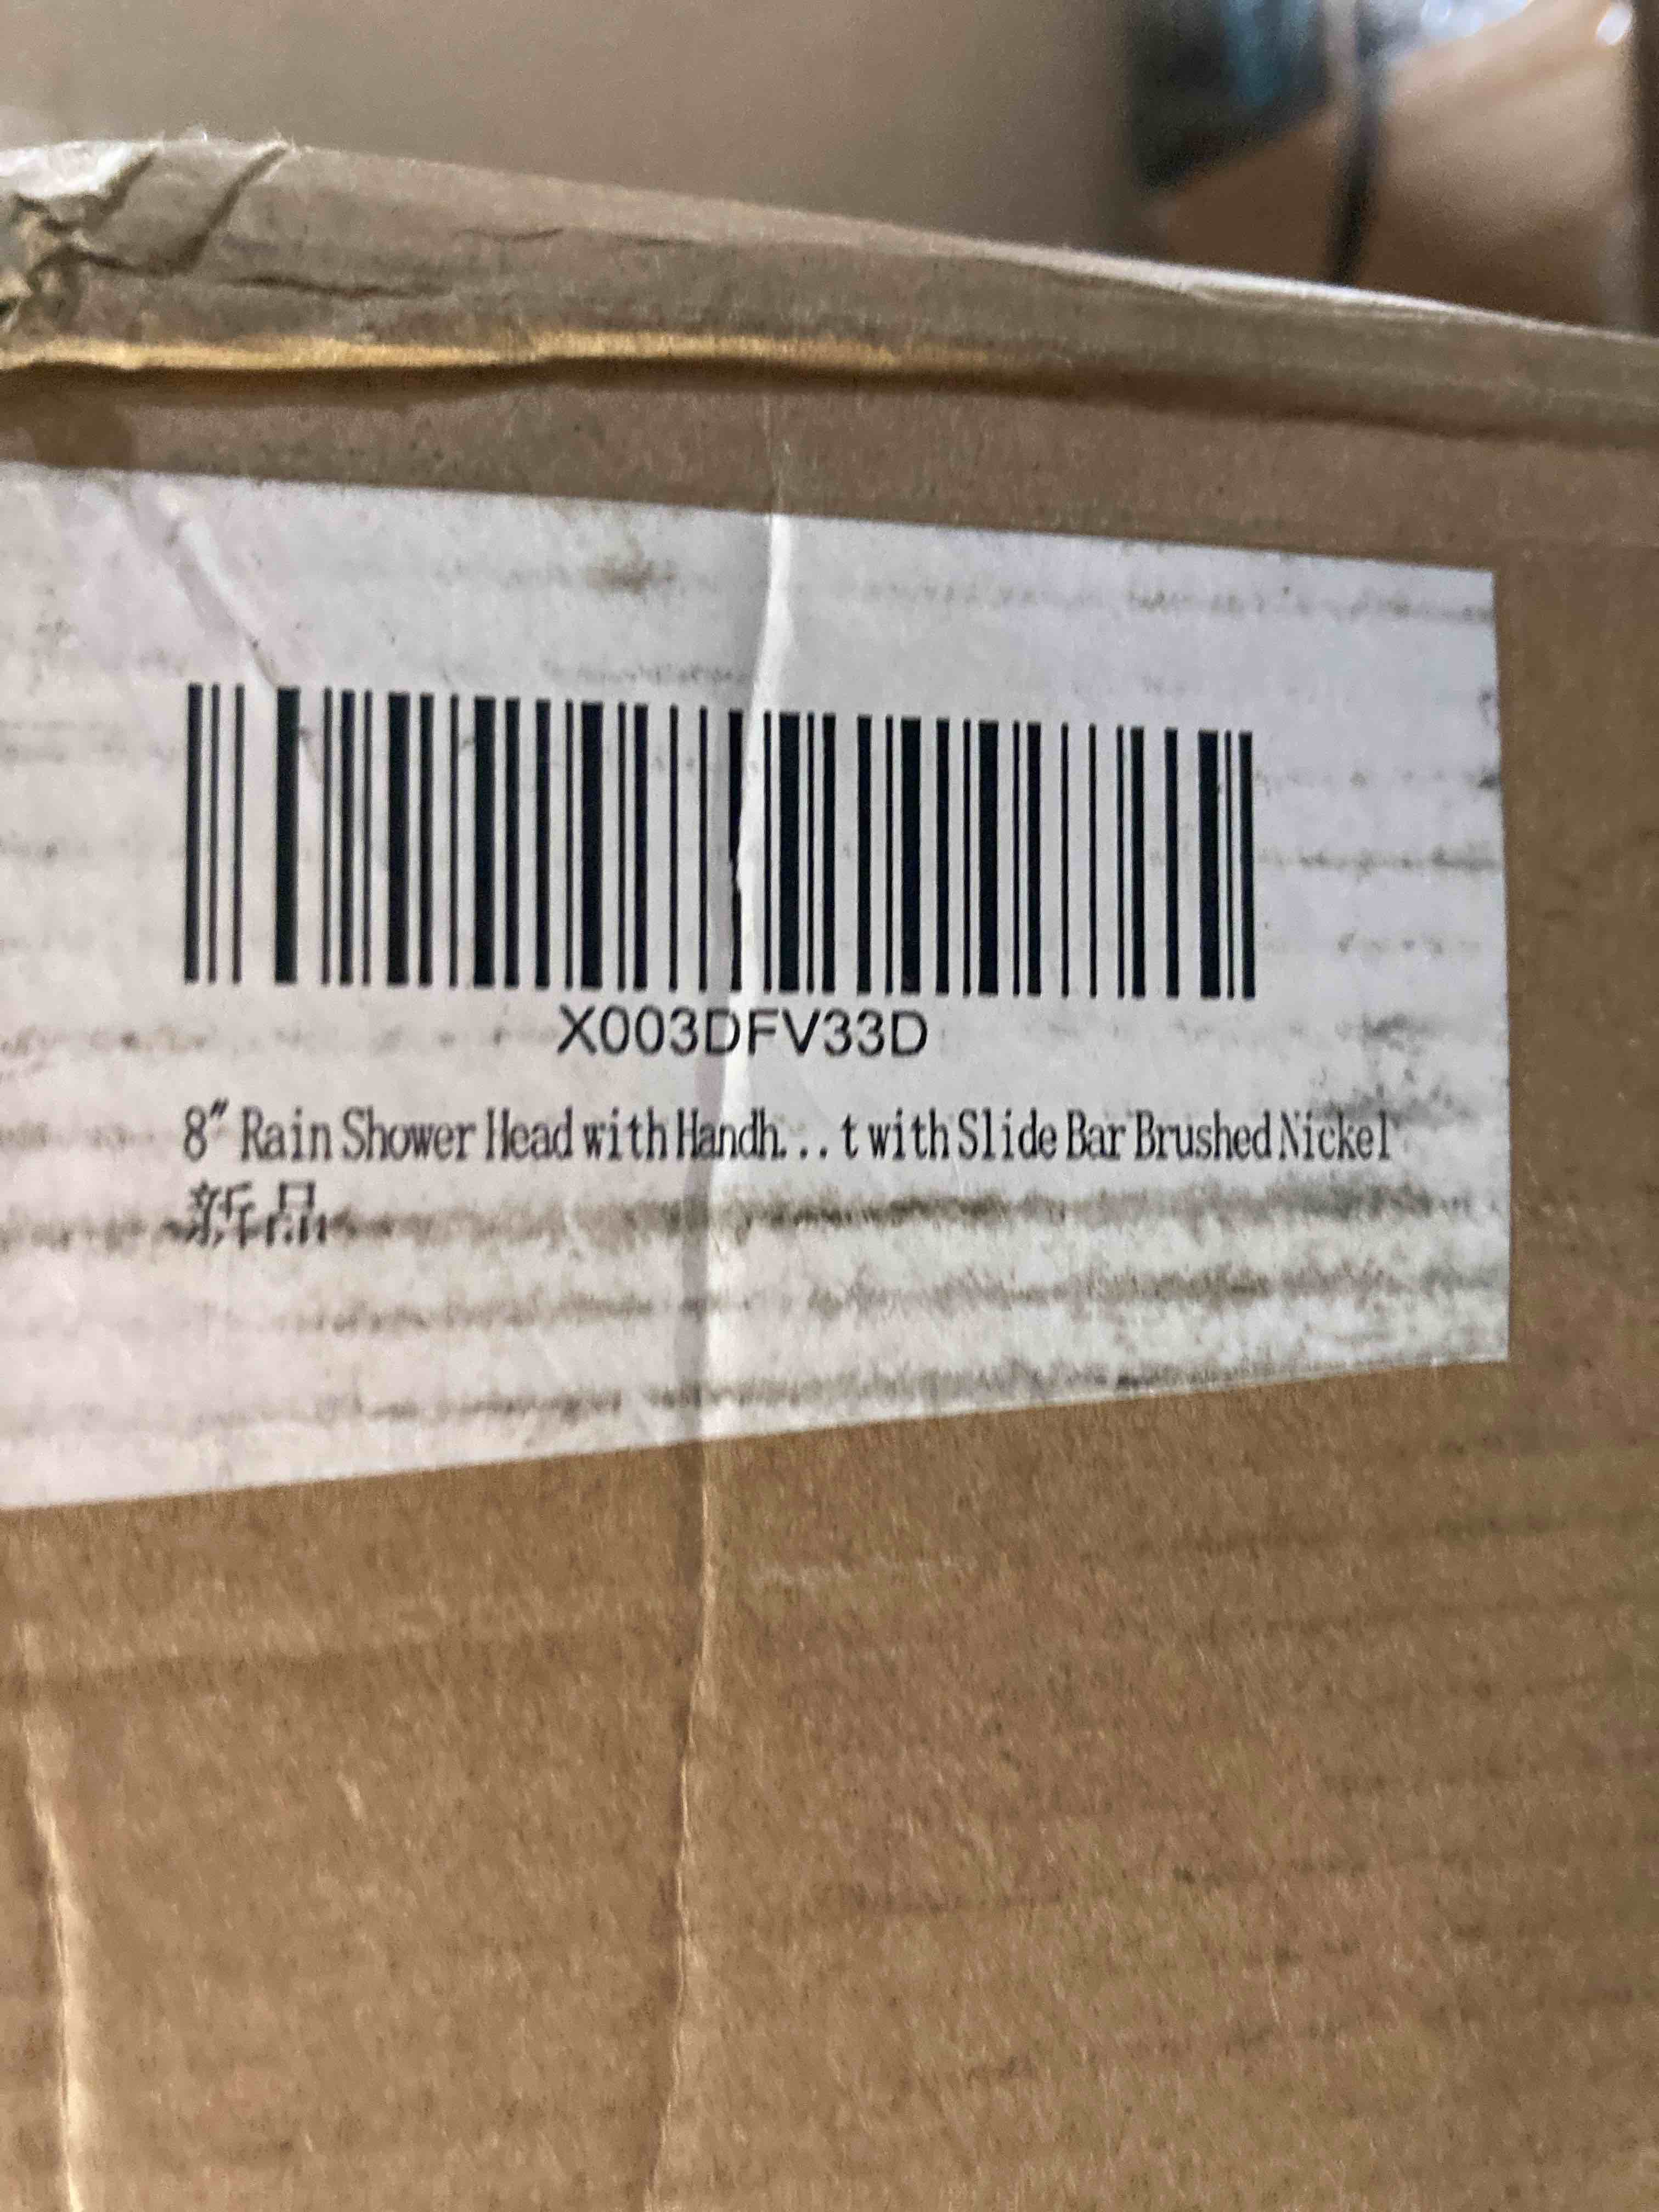 X003DFV33D
8" Rain Shower Head with Handh...t with Slide Bar Brushed Nickel
新品